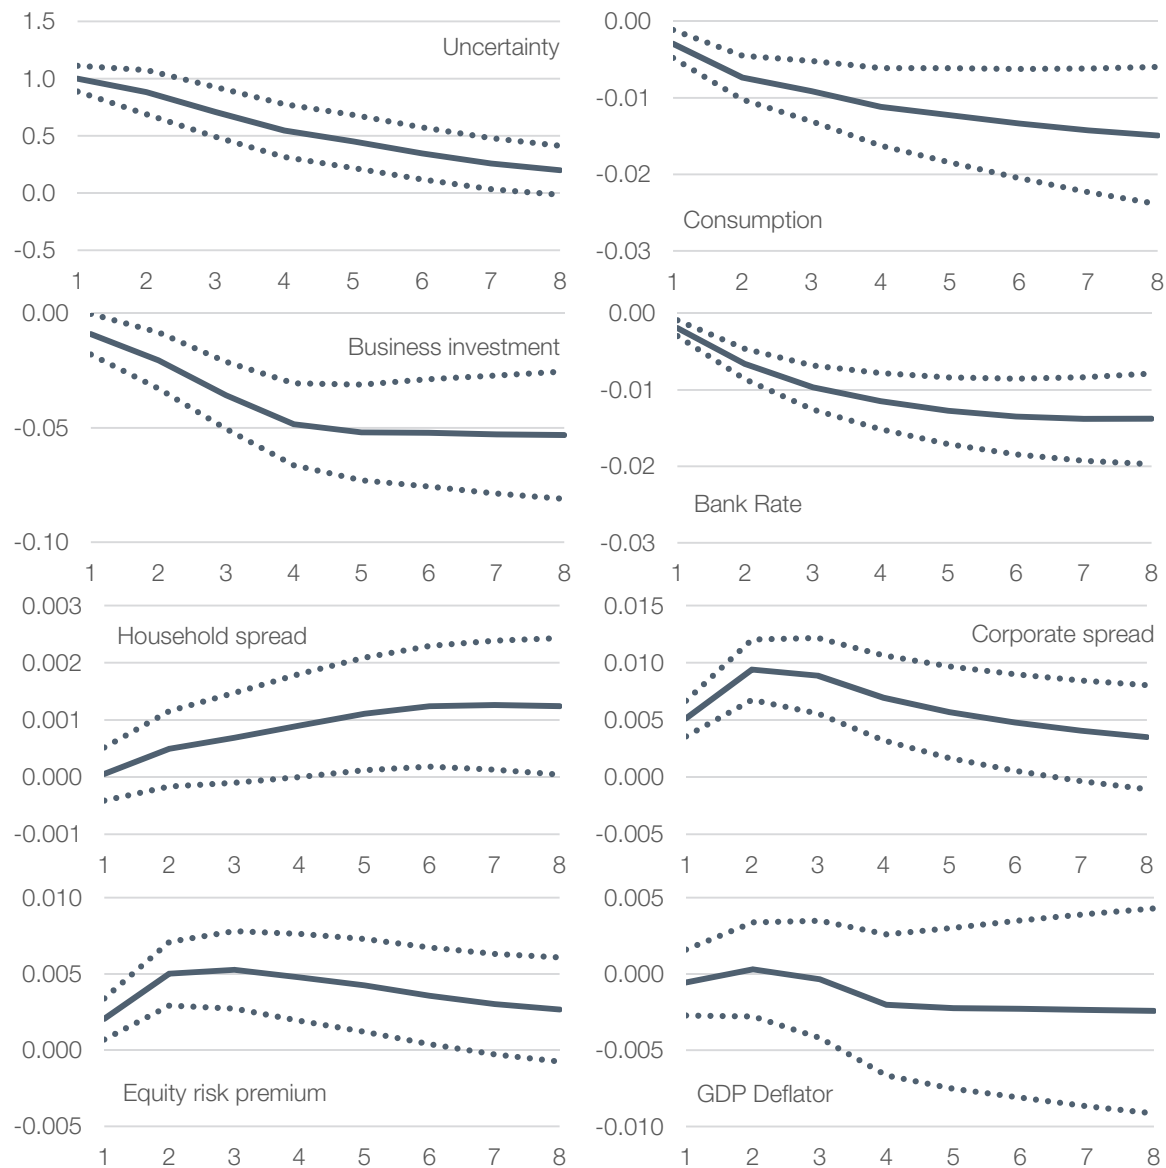 1.5
Uncertainty
1.0
0.5
0.0
-0.5
1 2 3 4 5 6 7 8
0.00
-0.01
-0.02
Consumption
-0.03
1 2 3 4 5 6 7 8
0.00
Business investment
-0.05
-0.10
1 2 3 4 5 6 7 8
0.00
-0.01
-0.02
Bank Rate
-0.03
1 2 3 4 5 6 7 8
0.003
Household spread
0.002
0.001
0.000
-0.001
1 2 3 4 5 6 7 8
0.015
Corporate spread
0.010
0.005
0.000
-0.005
1 2 3 4 5 6 7 8
0.010
0.005
0.000
Equity risk premium
-0.005
1 2 3 4 5 6 7 8
0.005
0.000
-0.005
GDP Deflator
-0.010
1 2 3 4 5 6 7 8